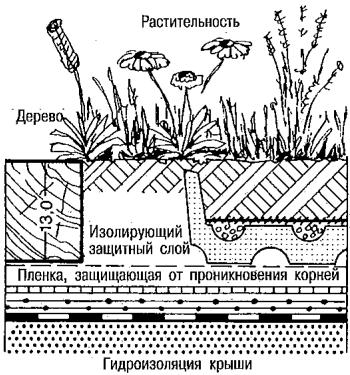 Растительность
Дерево
13,0
Изолирующий
защитный слой
Пленка, защищающая от проникновения корней
Гидроизоляция крыши